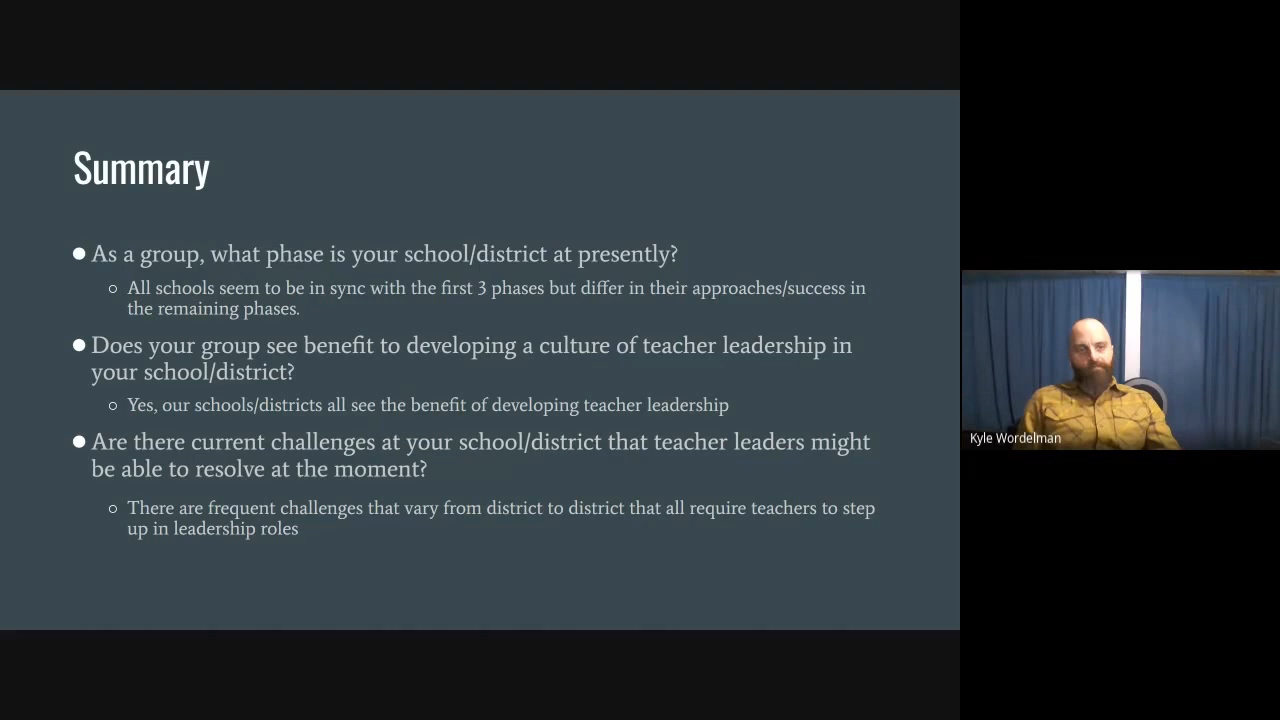 Summary
● As a group, what phase is your school/district at presently?
○ All schools seem to be in sync with the first 3 phases but differ in their approaches/success in
the remaining phases.
● Does your group see benefit to developing a culture of teacher leadership in
your school/district?
○ Yes, our schools/districts all see the benefit of developing teacher leadership
● Are there current challenges at your school/district that teacher leaders might
be able to resolve at the moment?
○ There are frequent challenges that vary from district to district that all require teachers to step
up in leadership roles
Kyle Wordelman